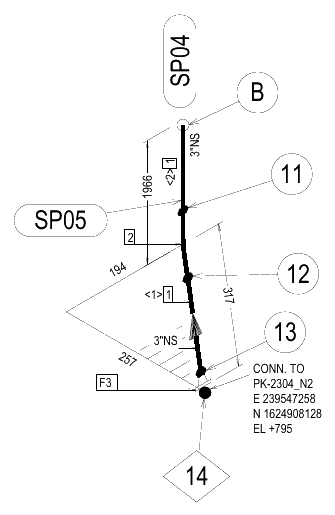 SP04
B
3"NS
<2> 1
1966
11
SP05
2
194
12
<1> 1
317
3"NS
13
257
F3
CONN. TO
PK-2304_N2
E 239547258
N 1624908128
EL +795
14